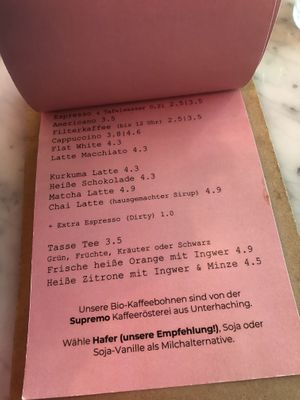 Espresso + Tafelwasser 0,2l 2.5|3.5
Americano 3.5
Filterkaffee (bis 12 Uhr) 2.5|3.5
Cappuccino 3.8|4.6
Flat White 4.3
Latte Macchiato 4.3
Kurkuma Latte 4.3
Heiße Schokolade 4.3
Matcha Latte 4.9
Chai Latte (hausgemachter Sirup) 4.9
+ Extra Espresso (Dirty) 1.0
Tasse Tee 3.5
Grün, Früchte, Kräuter oder Schwarz
Frische heiße Orange mit Ingwer 4.9
Heiße Zitrone mit Ingwer & Minze 4.5
Unsere Bio-Kaffeebohnen sind von der
Supremo Kaffeerösterei aus Unterhaching.
Wähle Hafer (unsere Empfehlung!), Soja oder
Soja-Vanille als Milchalternative.